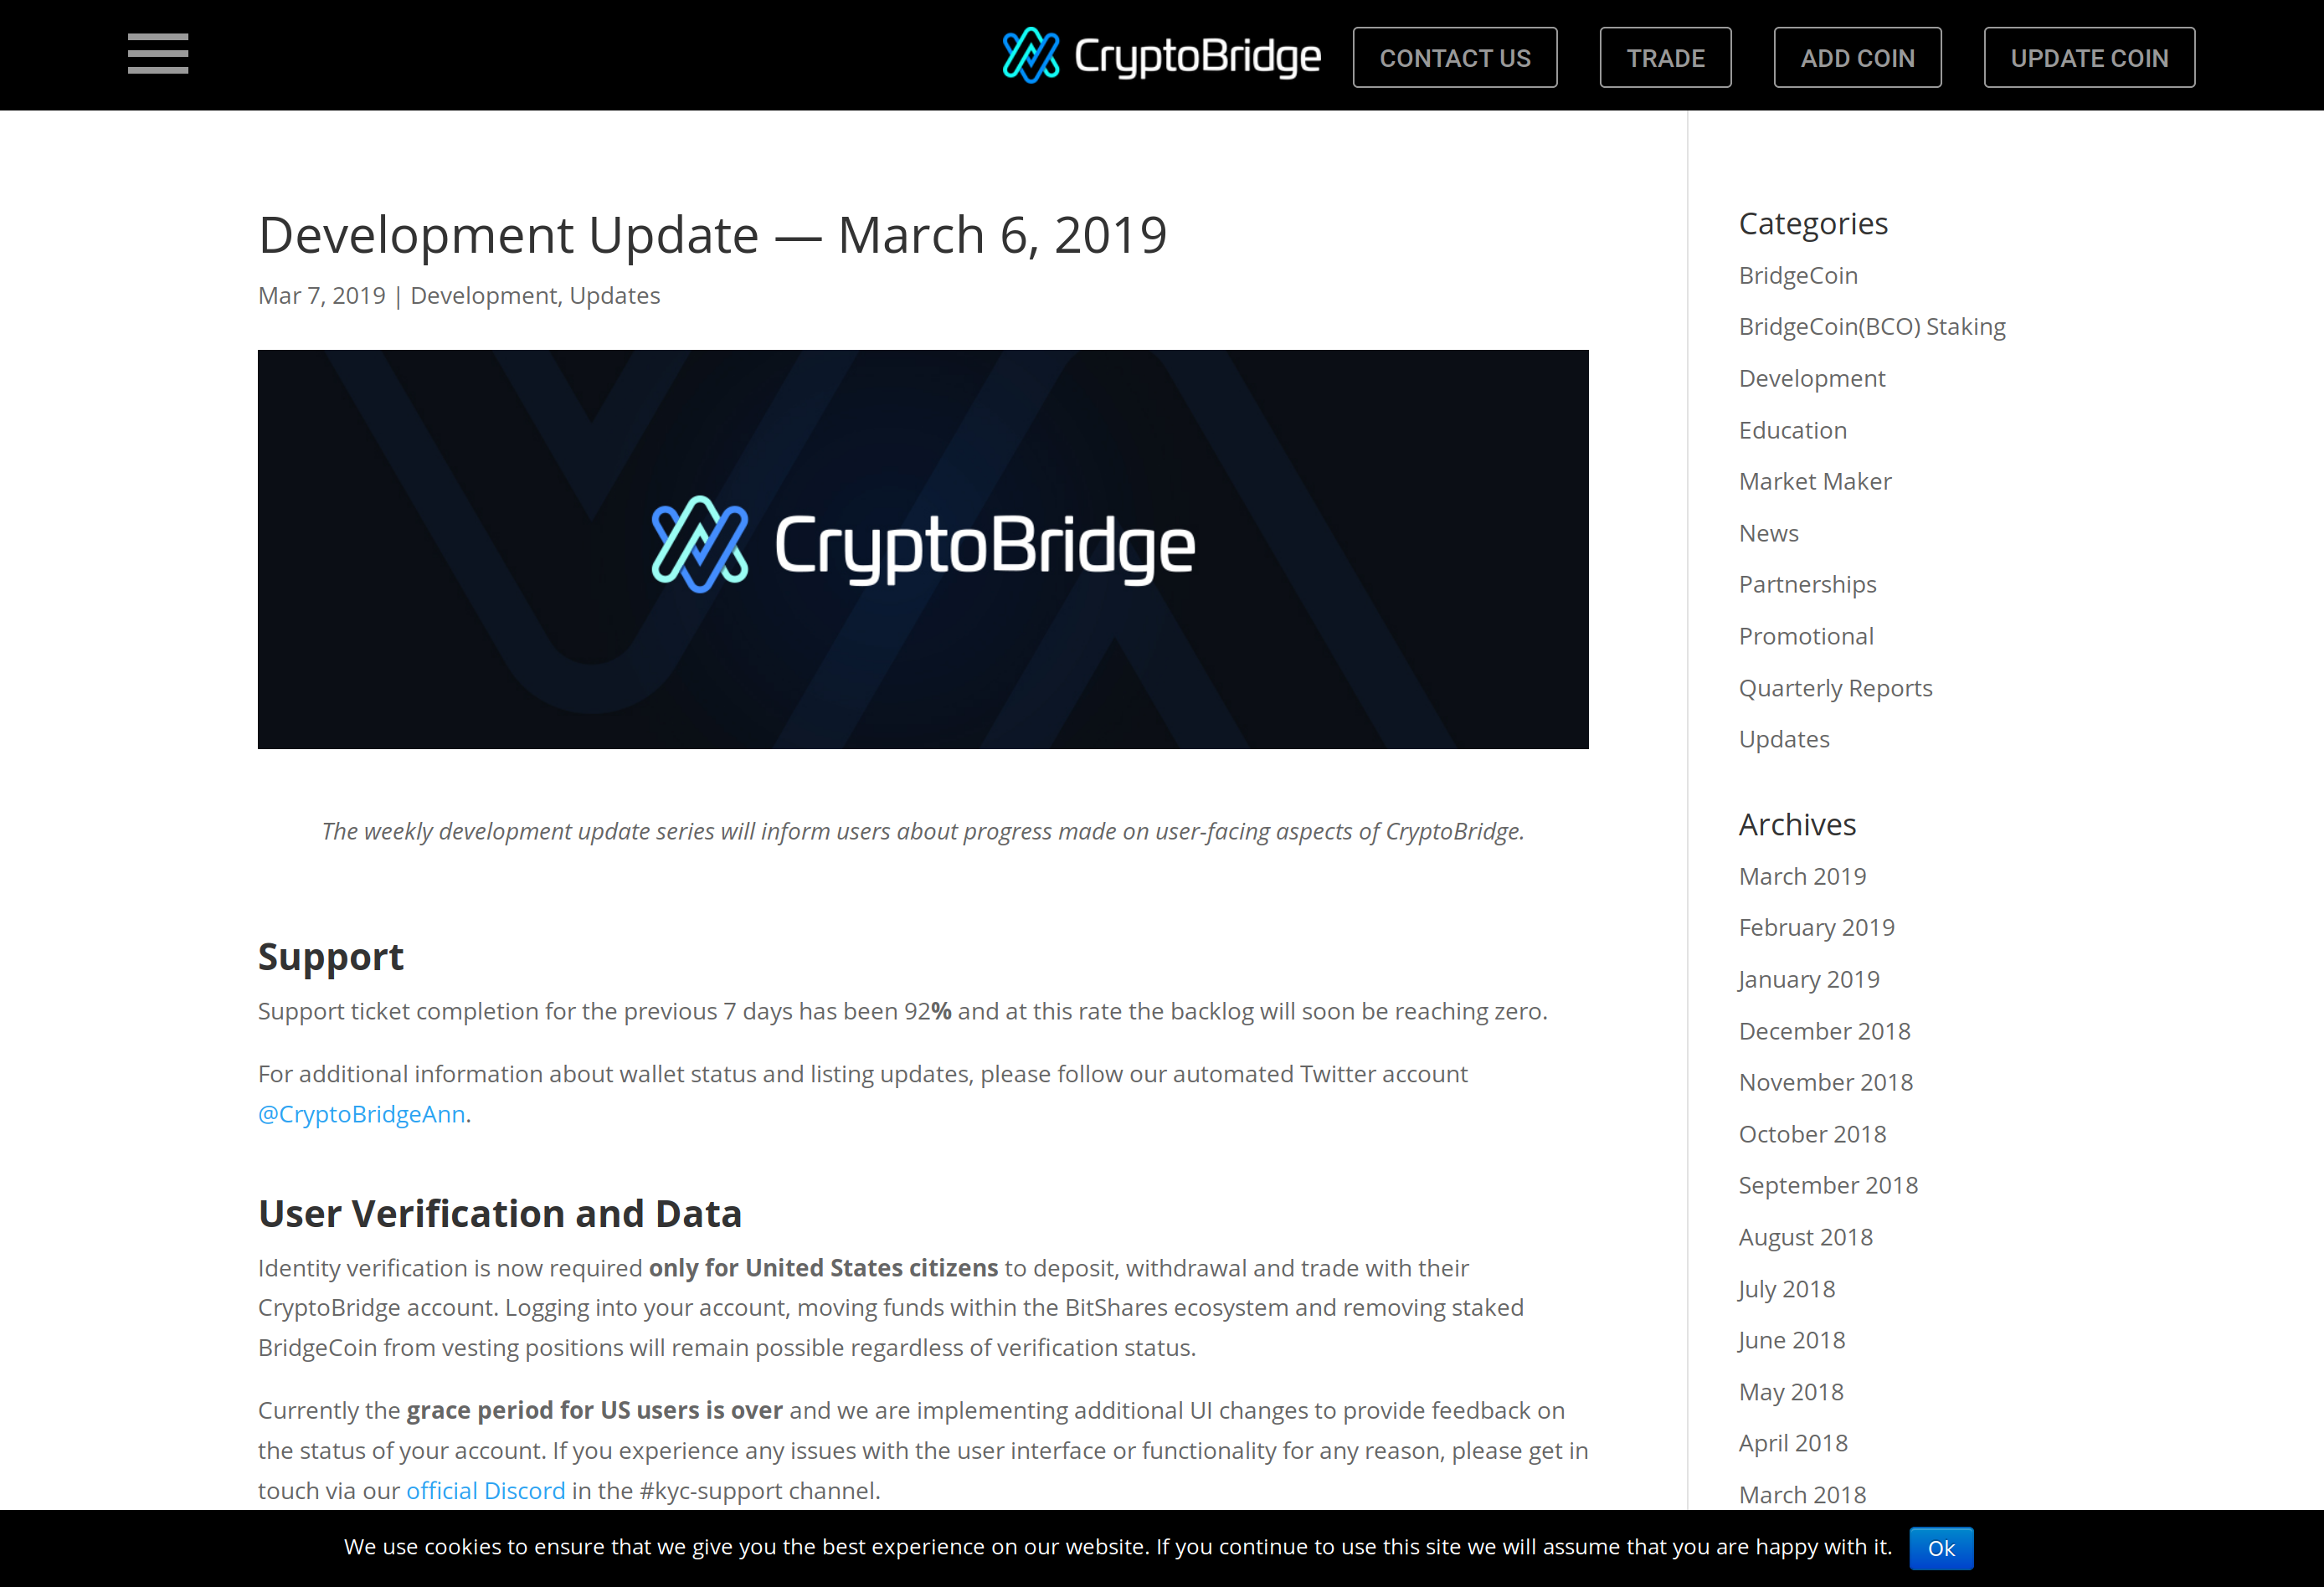 CryptoBridge
CONTACT US
TRADE
ADD COIN
UPDATE COIN
Development Update — March 6, 2019
Mar 7, 2019 | Development, Updates
CryptoBridge
The weekly development update series will inform users about progress made on user-facing aspects of CryptoBridge.
Support
Support ticket completion for the previous 7 days has been 92% and at this rate the backlog will soon be reaching zero.
For additional information about wallet status and listing updates, please follow our automated Twitter account
@CryptoBridgeAnn.
User Verification and Data
Identity verification is now required only for United States citizens to deposit, withdrawal and trade with their
CryptoBridge account. Logging into your account, moving funds within the BitShares ecosystem and removing staked
BridgeCoin from vesting positions will remain possible regardless of verification status.
Currently the grace period for US users is over and we are implementing additional UI changes to provide feedback on
the status of your account. If you experience any issues with the user interface or functionality for any reason, please get in
touch via our official Discord in the #kyc-support channel.
Categories
BridgeCoin
BridgeCoin(BCO) Staking
Development
Education
Market Maker
News
Partnerships
Promotional
Quarterly Reports
Updates
Archives
March 2019
February 2019
January 2019
December 2018
November 2018
October 2018
September 2018
August 2018
July 2018
June 2018
May 2018
April 2018
March 2018
We use cookies to ensure that we give you the best experience on our website. If you continue to use this site we will assume that you are happy with it.
Ok